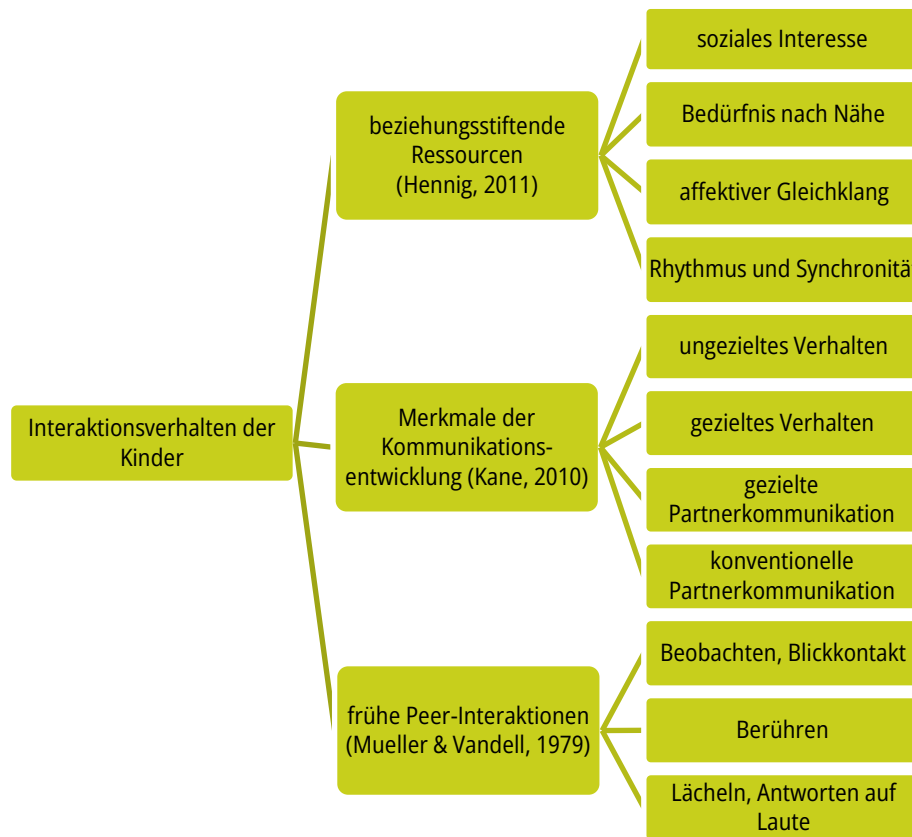 Interaktionsverhalten der
Kinder
beziehungsstiftende
Ressourcen
(Hennig, 2011)
soziales Interesse
Bedürfnis nach Nähe
affektiver Gleichklang
Rhythmus und Synchronität
Merkmale der
Kommunikations-
entwicklung (Kane, 2010)
ungezieltes Verhalten
gezieltes Verhalten
gezielte
Partnerkommunikation
konventionelle
Partnerkommunikation
frühe Peer-Interaktionen
(Mueller & Vandell, 1979)
Beobachten, Blickkontakt
Berühren
Lächeln, Antworten auf
Laute